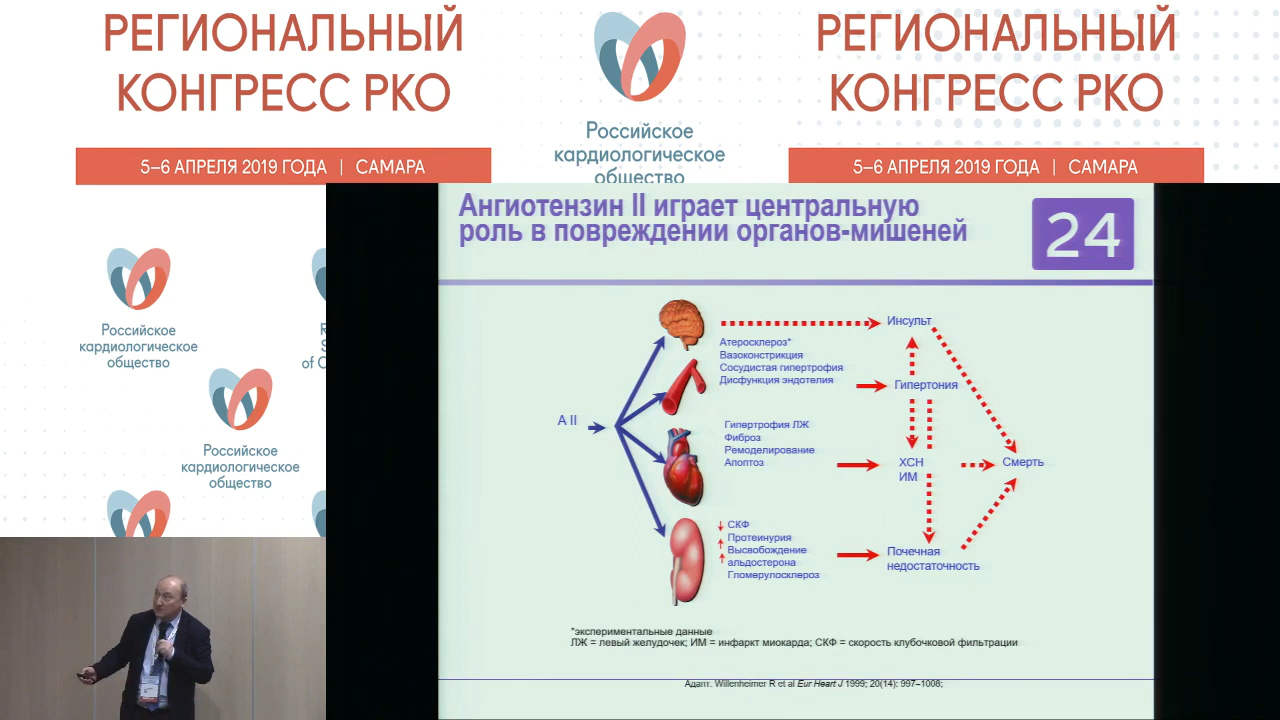 РЕГИОНАЛЬНЫЙ
КОНГРЕСС РКО
5–6 АПРЕЛЯ 2019 ГОДА | САМАРА
Российское
кардиологическое
общество
РЕГИОНАЛЬНЫЙ
КОНГРЕСС РКО
5–6 АПРЕЛЯ 2019 ГОДА | САМАРА
Российское
кардиологическое
общество
R
S
of C
Российское
кардиологическое
общество
Ангиотензин II играет центральную
роль в повреждении органов-мишеней
24
А II
Атеросклероз*
Вазоконстрикция
Сосудистая гипертрофия
Дисфункция эндотелия
Гипертрофия ЛЖ
Фиброз
Ремоделирование
Апоптоз
↓ СКФ
Протеинурия
↑ Высвобождение
↑ альдостерона
Гломерулосклероз
Инсульт
Гипертония
ХСН
ИМ
Смерть
Почечная
недостаточность
*экспериментальные данные
ЛЖ = левый желудочек; ИМ = инфаркт миокарда; СКФ = скорость клубочковой фильтрации
Адапт. Willenheimer R et al Eur Heart J 1999; 20(14): 997–1008;